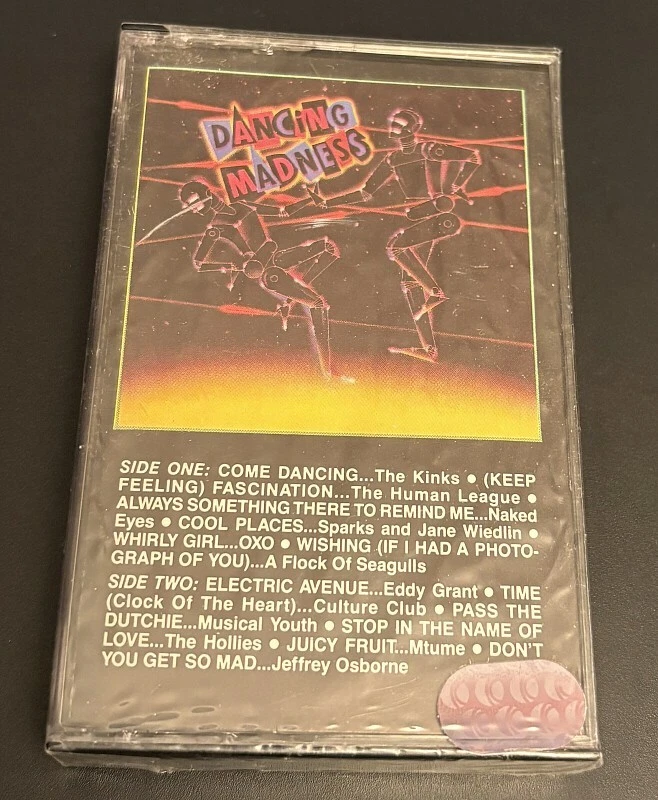 DANCiNG
MADNESS
SIDE ONE: COME DANCING...The Kinks • (KEEP
FEELING) FASCINATION...The Human League •
ALWAYS SOMETHING THERE TO REMIND ME...Naked
Eyes • COOL PLACES...Sparks and Jane Wiedlin •
WHIRLY GIRL...OXO • WISHING (IF I HAD A PHOTO-
GRAPH OF YOU)...A Flock Of Seagulls
SIDE TWO: ELECTRIC AVENUE...Eddy Grant • TIME
(Clock Of The Heart)...Culture Club • PASS THE
DUTCHIE...Musical Youth • STOP IN THE NAME OF
LOVE...The Hollies • JUICY FRUIT...Mtume • DON'T
YOU GET SO MAD...Jeffrey Osborne